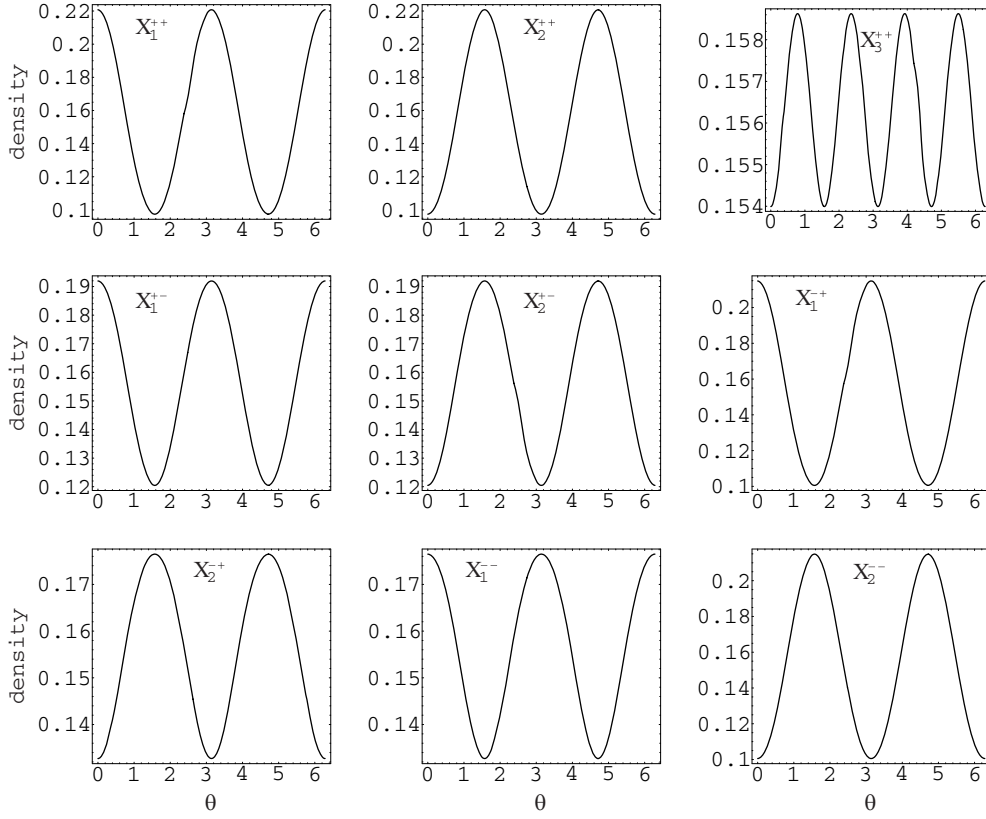 density
0.22 0.2 0.18 0.16 0.14 0.12 0.1
X₁⁺⁺
0 1 2 3 4 5 6
0.22 0.2 0.18 0.16 0.14 0.12 0.1
X₂⁺⁺
0 1 2 3 4 5 6
0.158 0.157 0.156 0.155 0.154
X₃⁺⁺
0 1 2 3 4 5 6
density
0.19 0.18 0.17 0.16 0.15 0.14 0.13 0.12
X₁⁺⁻
0 1 2 3 4 5 6
0.19 0.18 0.17 0.16 0.15 0.14 0.13 0.12
X₂⁺⁻
0 1 2 3 4 5 6
0.2 0.18 0.16 0.14 0.12 0.1
X₁⁻⁺
0 1 2 3 4 5 6
density
0.17 0.16 0.15 0.14
X₂⁻⁺
0 1 2 3 4 5 6
θ
0.17 0.16 0.15 0.14
X₁⁻⁻
0 1 2 3 4 5 6
θ
0.2 0.18 0.16 0.14 0.12 0.1
X₂⁻⁻
0 1 2 3 4 5 6
θ